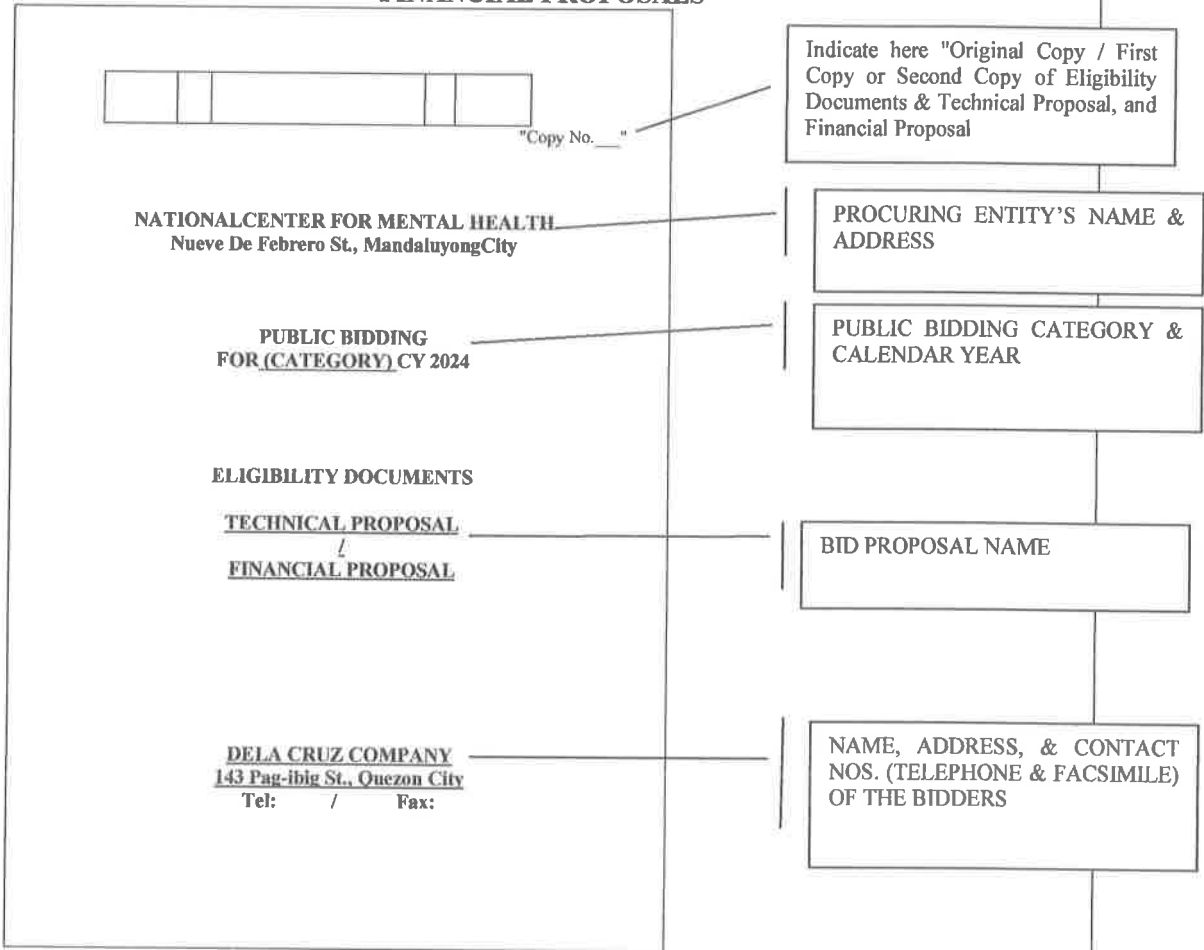 FINANCIAL PROPOSALS
"Copy No.___"
Indicate here "Original Copy / First
Copy or Second Copy of Eligibility
Documents & Technical Proposal, and
Financial Proposal
NATIONALCENTER FOR MENTAL HEALTH
Nueve De Febrero St., MandaluyongCity
PROCURING ENTITY'S NAME &
ADDRESS
PUBLIC BIDDING
FOR (CATEGORY) CY 2024
PUBLIC BIDDING CATEGORY &
CALENDAR YEAR
ELIGIBILITY DOCUMENTS
TECHNICAL PROPOSAL
/
FINANCIAL PROPOSAL
BID PROPOSAL NAME
DELA CRUZ COMPANY
143 Pag-ibig St., Quezon City
Tel: / Fax:
NAME, ADDRESS, & CONTACT
NOS. (TELEPHONE & FACSIMILE)
OF THE BIDDERS